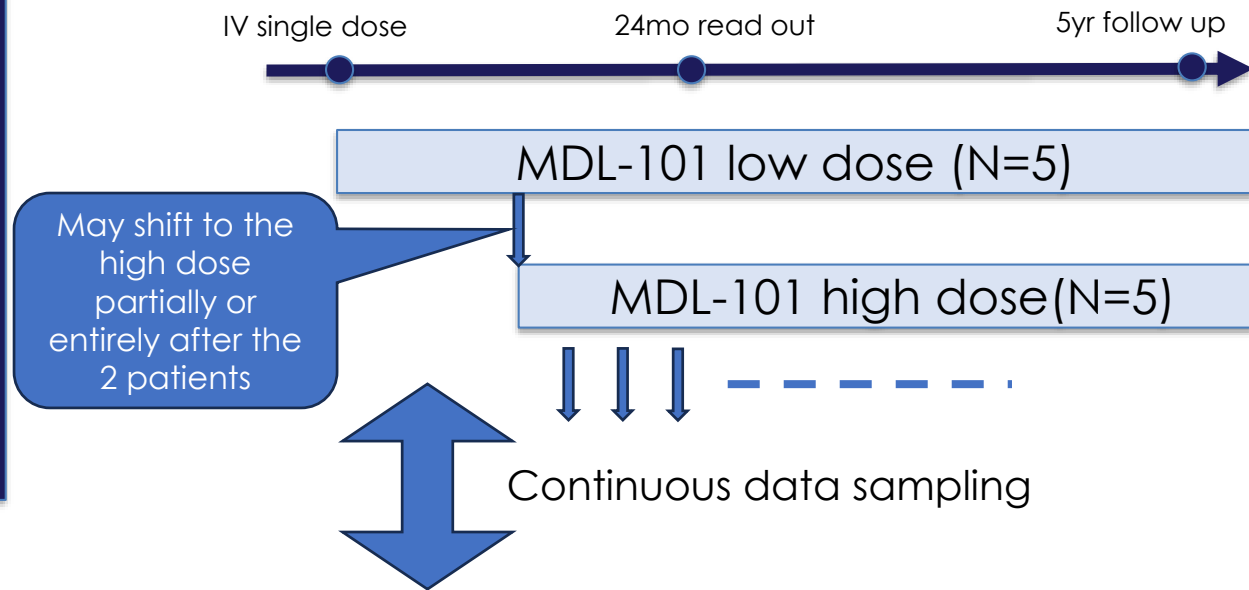 IV single dose
24mo read out
5yr follow up
MDL-101 low dose (N=5)
May shift to the
high dose
partially or
entirely after the
2 patients
MDL-101 high dose(N=5)
Continuous data sampling